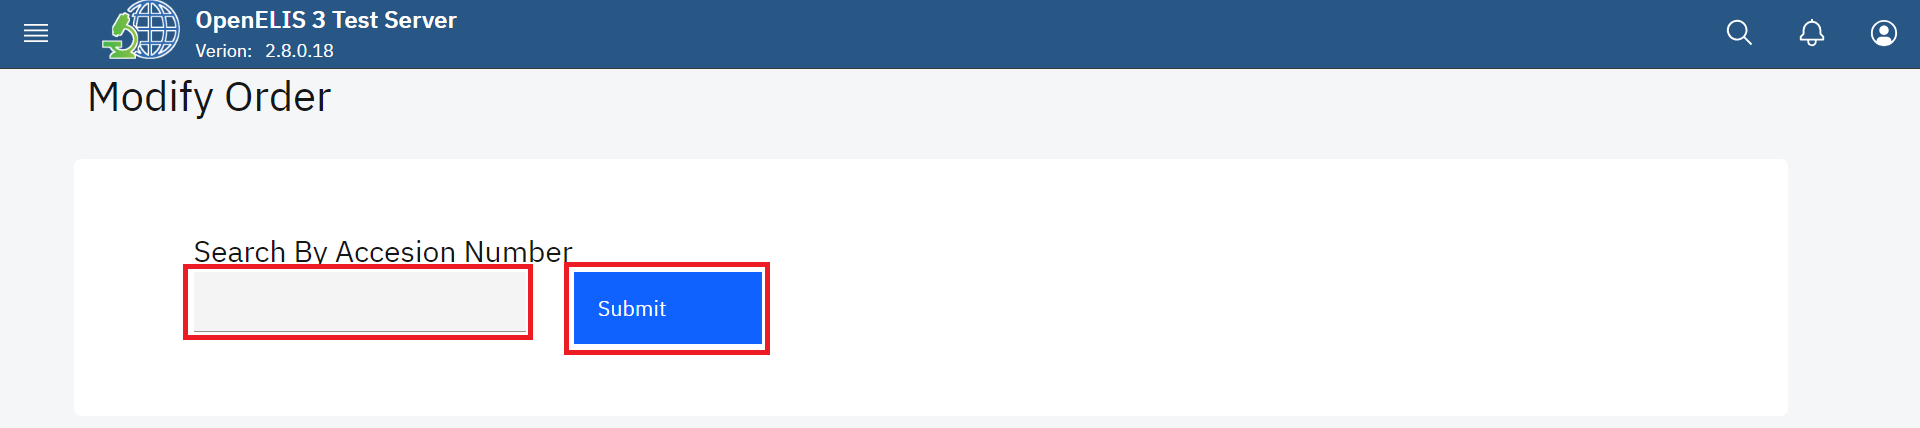 OpenELIS 3 Test Server
Verion: 2.8.0.18
Modify Order
Search By Accesion Number
Submit